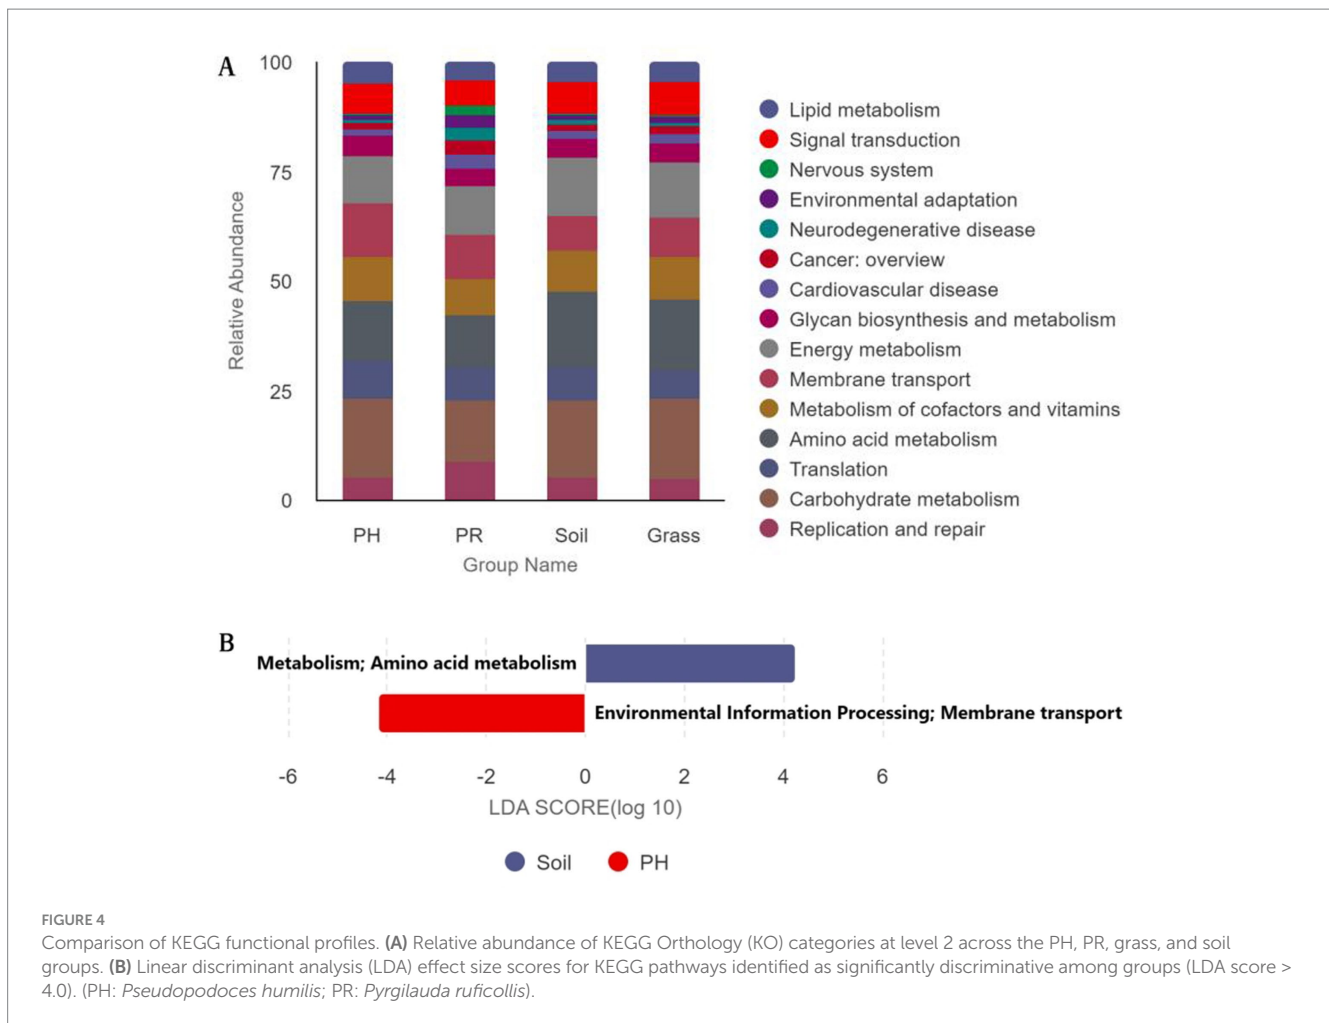 A
100
75
50
25
0
Relative Abundance
PH PR Soil Grass
Group Name
Lipid metabolism
Signal transduction
Nervous system
Environmental adaptation
Neurodegenerative disease
Cancer: overview
Cardiovascular disease
Glycan biosynthesis and metabolism
Energy metabolism
Membrane transport
Metabolism of cofactors and vitamins
Amino acid metabolism
Translation
Carbohydrate metabolism
Replication and repair
B
Metabolism; Amino acid metabolism
Environmental Information Processing; Membrane transport
-6 -4 -2 0 2 4 6
LDA SCORE(log 10)
Soil PH
FIGURE 4
Comparison of KEGG functional profiles. (A) Relative abundance of KEGG Orthology (KO) categories at level 2 across the PH, PR, grass, and soil
groups. (B) Linear discriminant analysis (LDA) effect size scores for KEGG pathways identified as significantly discriminative among groups (LDA score >
4.0). (PH: Pseudopodoces humilis; PR: Pyrgilauda ruficollis).